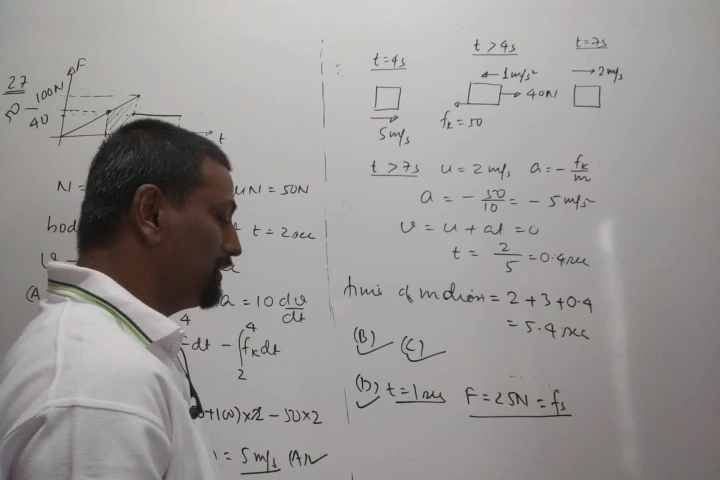 27
F
100N
50
40
t
N =
μN = 50N
bod
t = 2sec
(A
a = 10 dv/dt
4
4
dt - ∫ fk dt
2
+100)×2 - 50×2
= 5m/s (A)
t=4s
5m/s
t>4s
1m/s²
40N
fk = 50
t=7s
2m/s
t>7s u = 2m/s a = - fk/m
a = - 50/10 = - 5m/s²
v = u + at = 0
t = 2/5 = 0.4sec
time of motion = 2+3+0.4
= 5.4 sec
(B) (C)
(D) t=1sec F = 25N = fs